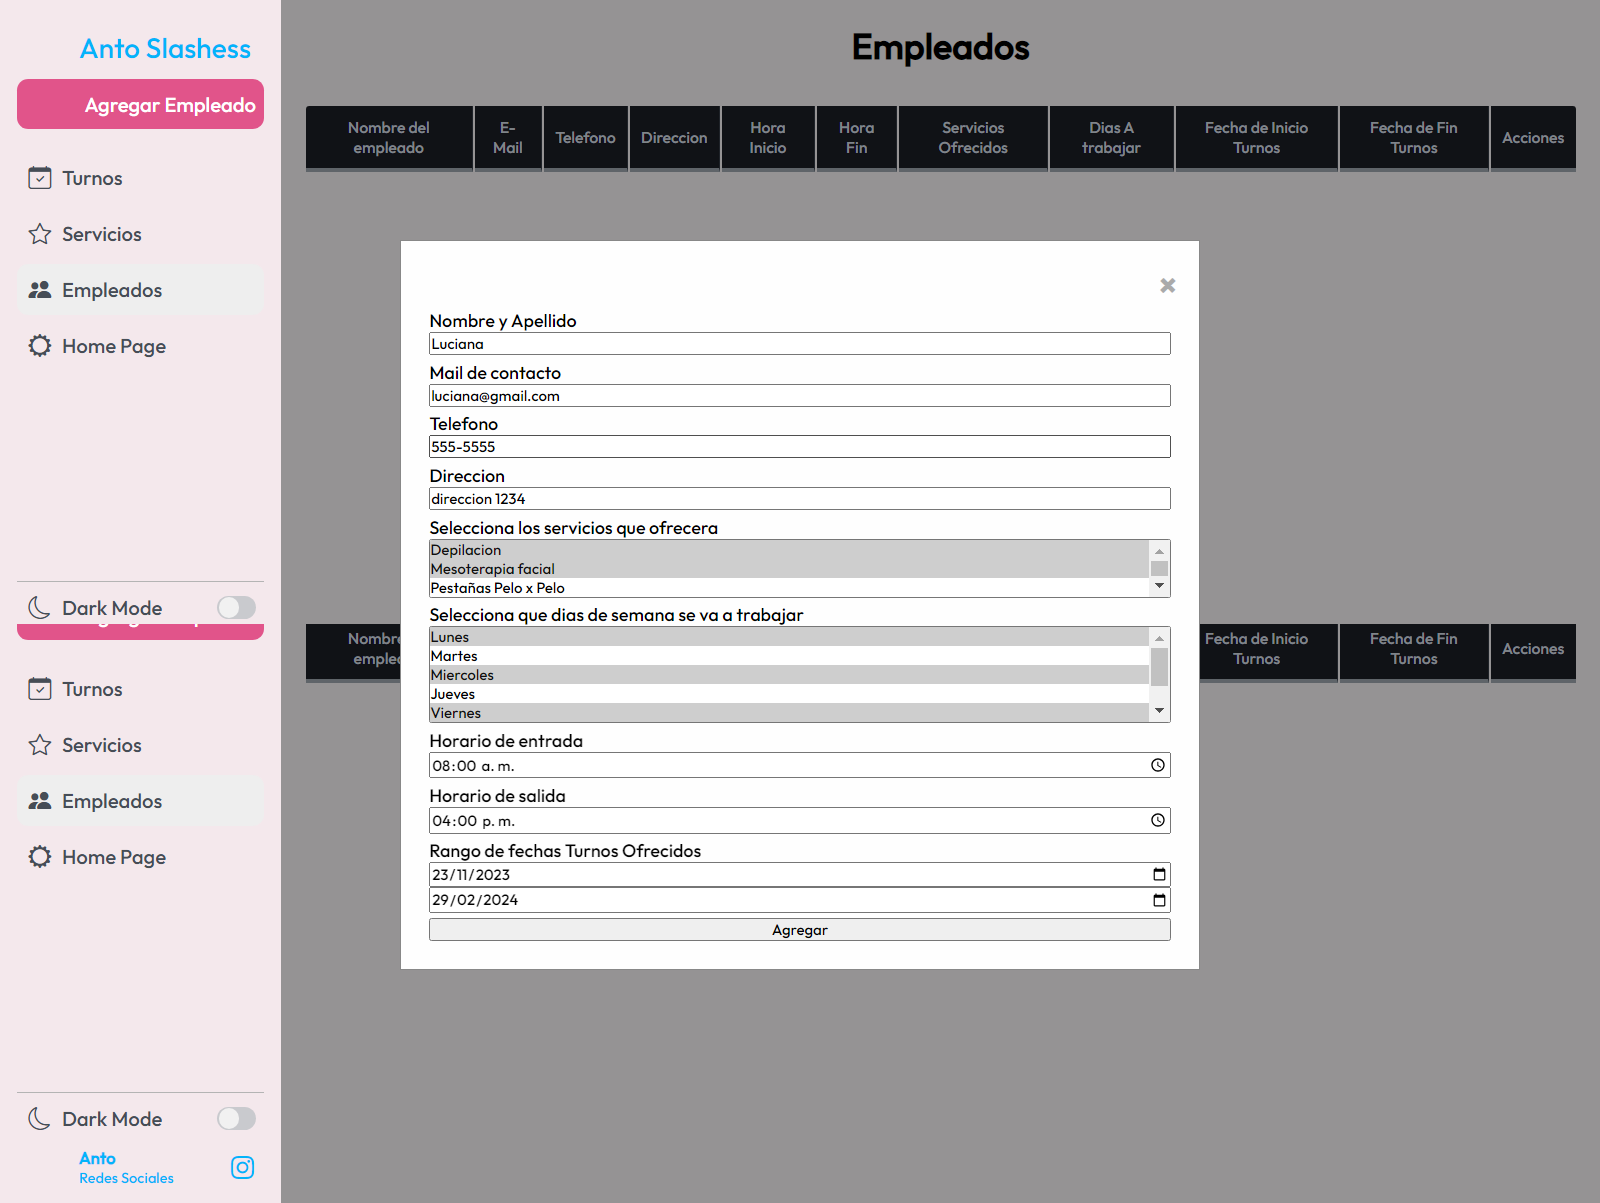 Anto Slashess
Agregar Empleado
Turnos
Servicios
Empleados
Home Page
Dark Mode
Turnos
Servicios
Empleados
Home Page
Dark Mode
Anto
Redes Sociales
Empleados
Nombre del
empleado
E-
Mail
Telefono
Direccion
Hora
Inicio
Hora
Fin
Servicios
Ofrecidos
Dias A
trabajar
Fecha de Inicio
Turnos
Fecha de Fin
Turnos
Acciones
Nombre y Apellido
Luciana
Mail de contacto
luciana@gmail.com
Telefono
555-5555
Direccion
direccion 1234
Selecciona los servicios que ofrecera
Depilacion
Mesoterapia facial
Pestañas Pelo x Pelo
Selecciona que dias de semana se va a trabajar
Lunes
Martes
Miercoles
Jueves
Viernes
Horario de entrada
08:00 a. m.
Horario de salida
04:00 p. m.
Rango de fechas Turnos Ofrecidos
23/11/2023
29/02/2024
Agregar
Fecha de Inicio
Turnos
Fecha de Fin
Turnos
Acciones